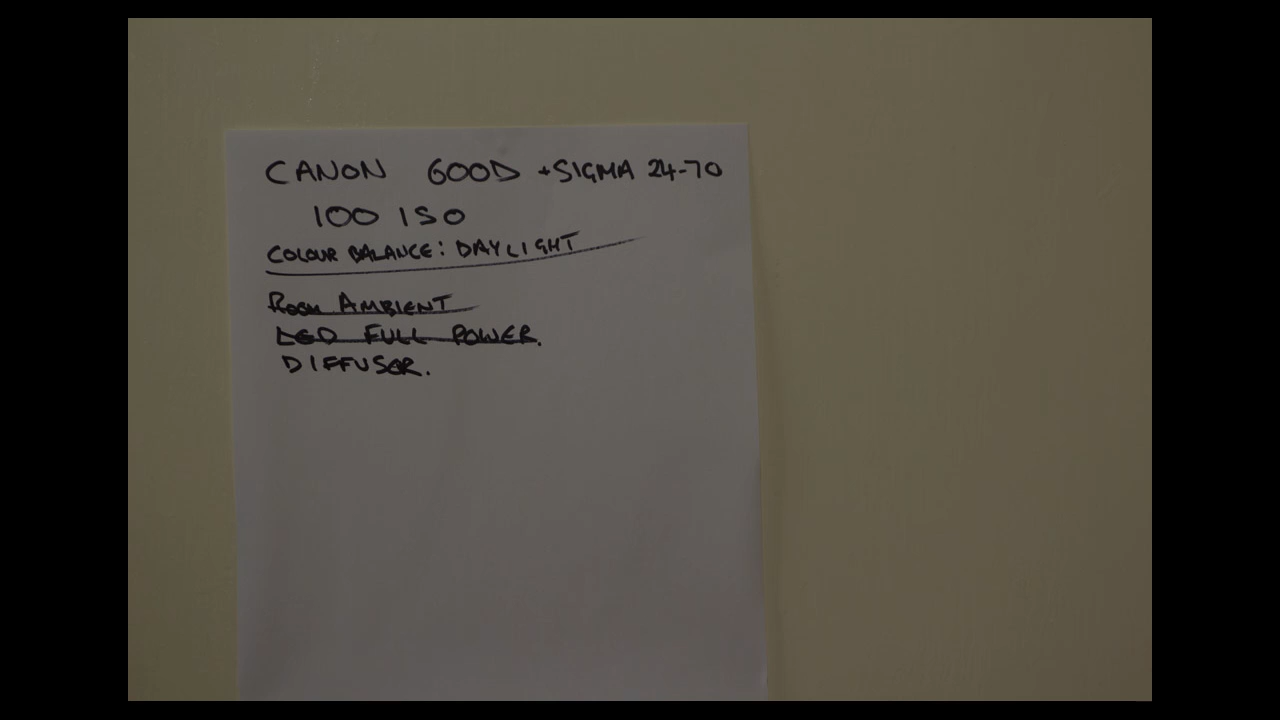 CANON 600D + SIGMA 24-70
100 ISO
COLOUR BALANCE: DAYLIGHT
ROOM AMBIENT
LED FULL POWER.
DIFFUSOR.